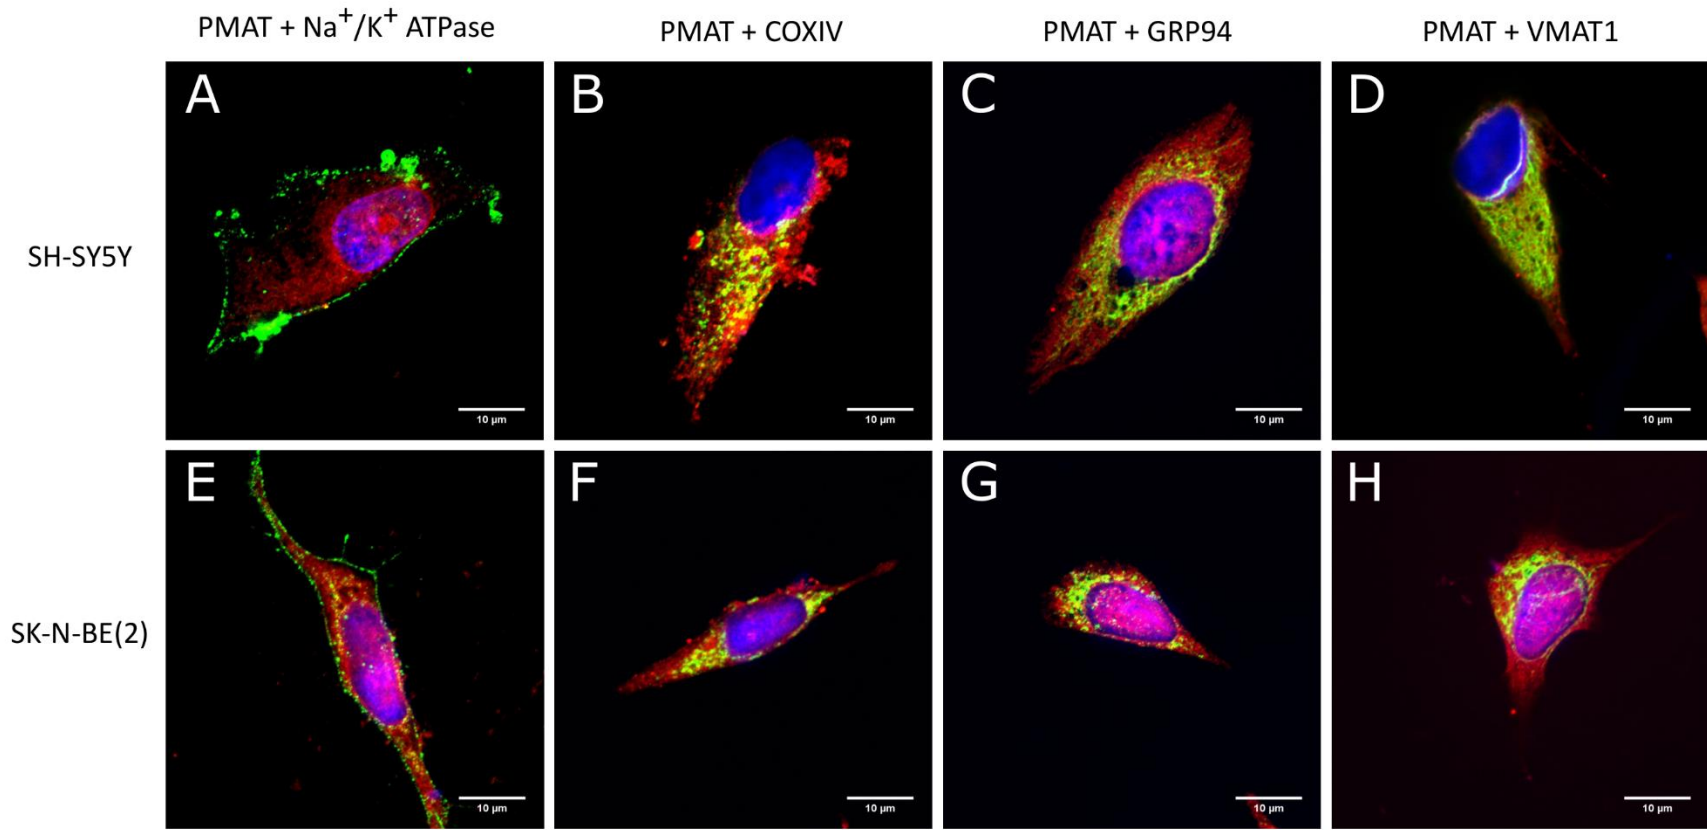 PMAT + Na⁺/K⁺ ATPase
PMAT + COXIV
PMAT + GRP94
PMAT + VMAT1
SH-SY5Y
A
B
C
D
10 µm
10 µm
10 µm
10 µm
SK-N-BE(2)
E
F
G
H
10 µm
10 µm
10 µm
10 µm